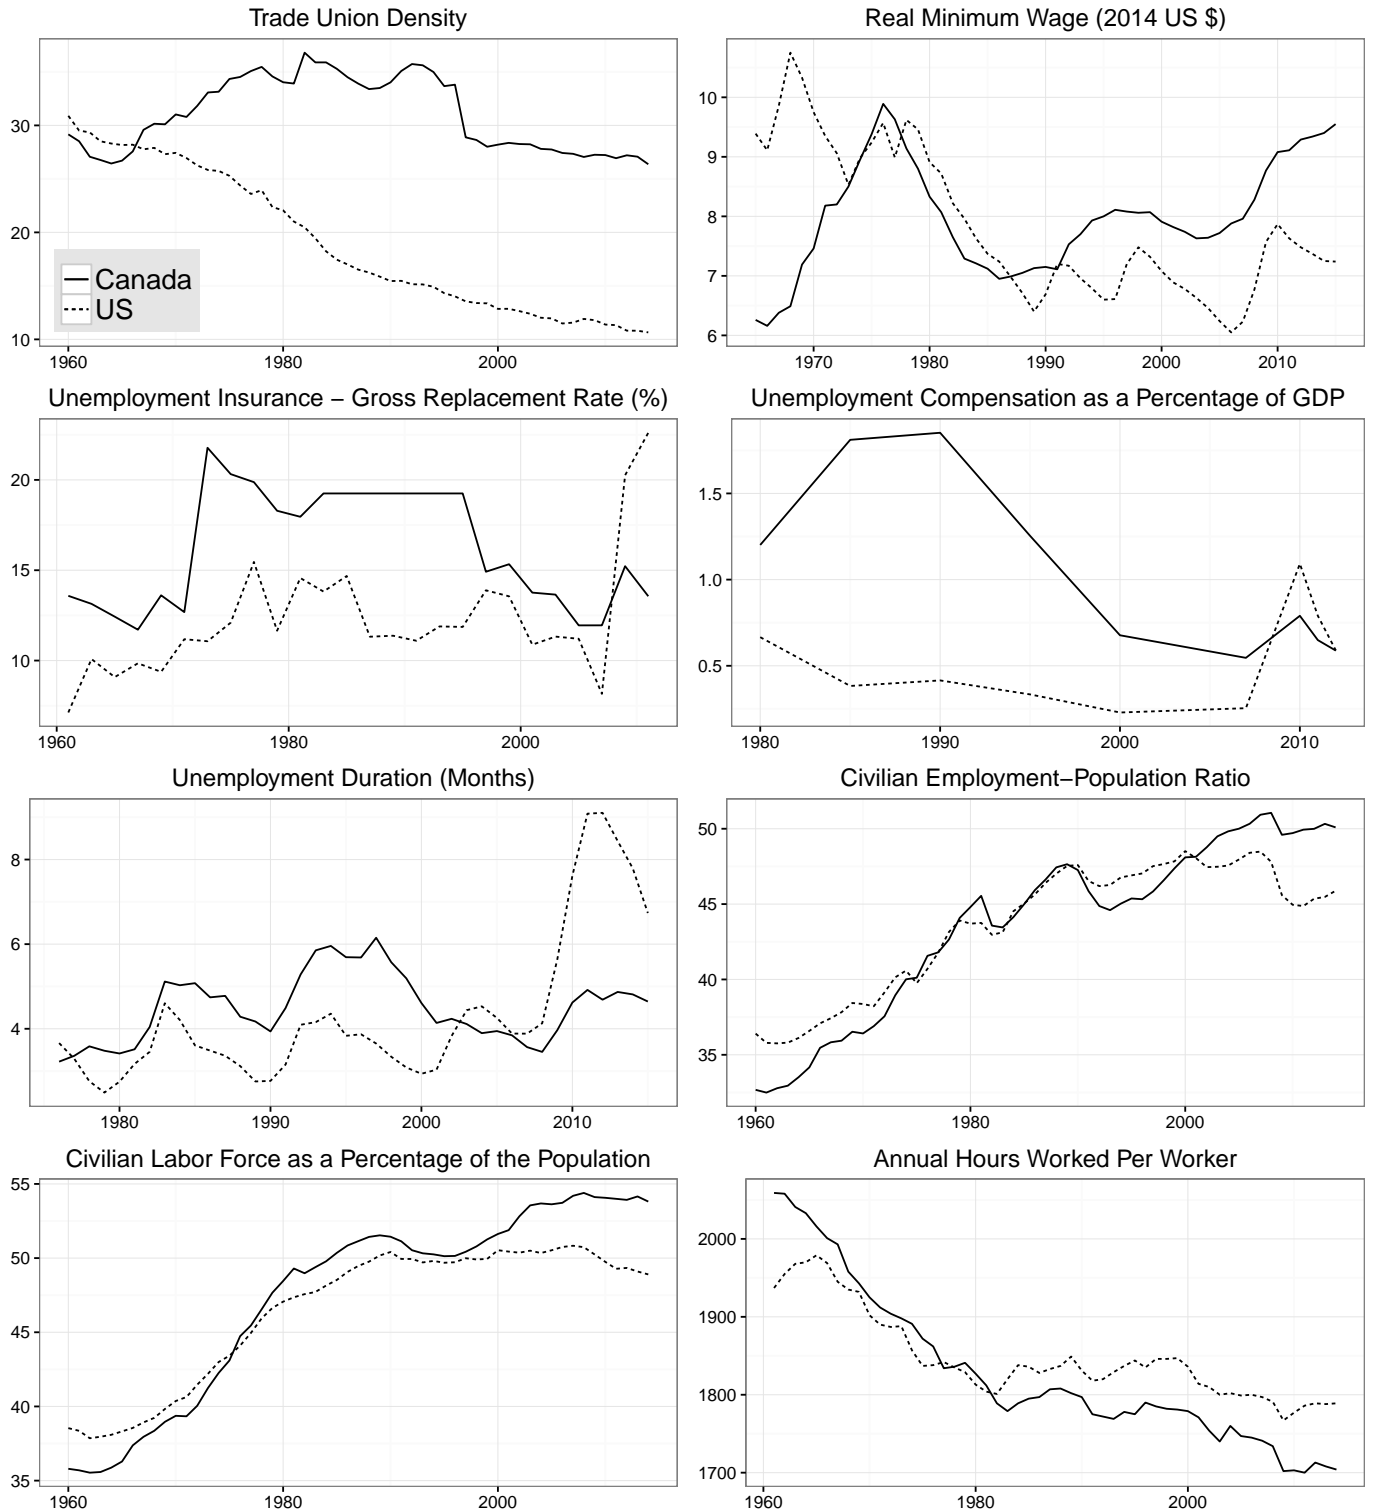 Trade Union Density
30
20
10
1960 1980 2000
Canada
US
Real Minimum Wage (2014 US $)
10
9
8
7
6
1970 1980 1990 2000 2010
Unemployment Insurance − Gross Replacement Rate (%)
20
15
10
1960 1980 2000
Unemployment Compensation as a Percentage of GDP
1.5
1.0
0.5
1980 1990 2000 2010
Unemployment Duration (Months)
8
6
4
1980 1990 2000 2010
Civilian Employment−Population Ratio
50
45
40
35
1960 1980 2000
Civilian Labor Force as a Percentage of the Population
55
50
45
40
35
1960 1980 2000
Annual Hours Worked Per Worker
2000
1900
1800
1700
1960 1980 2000